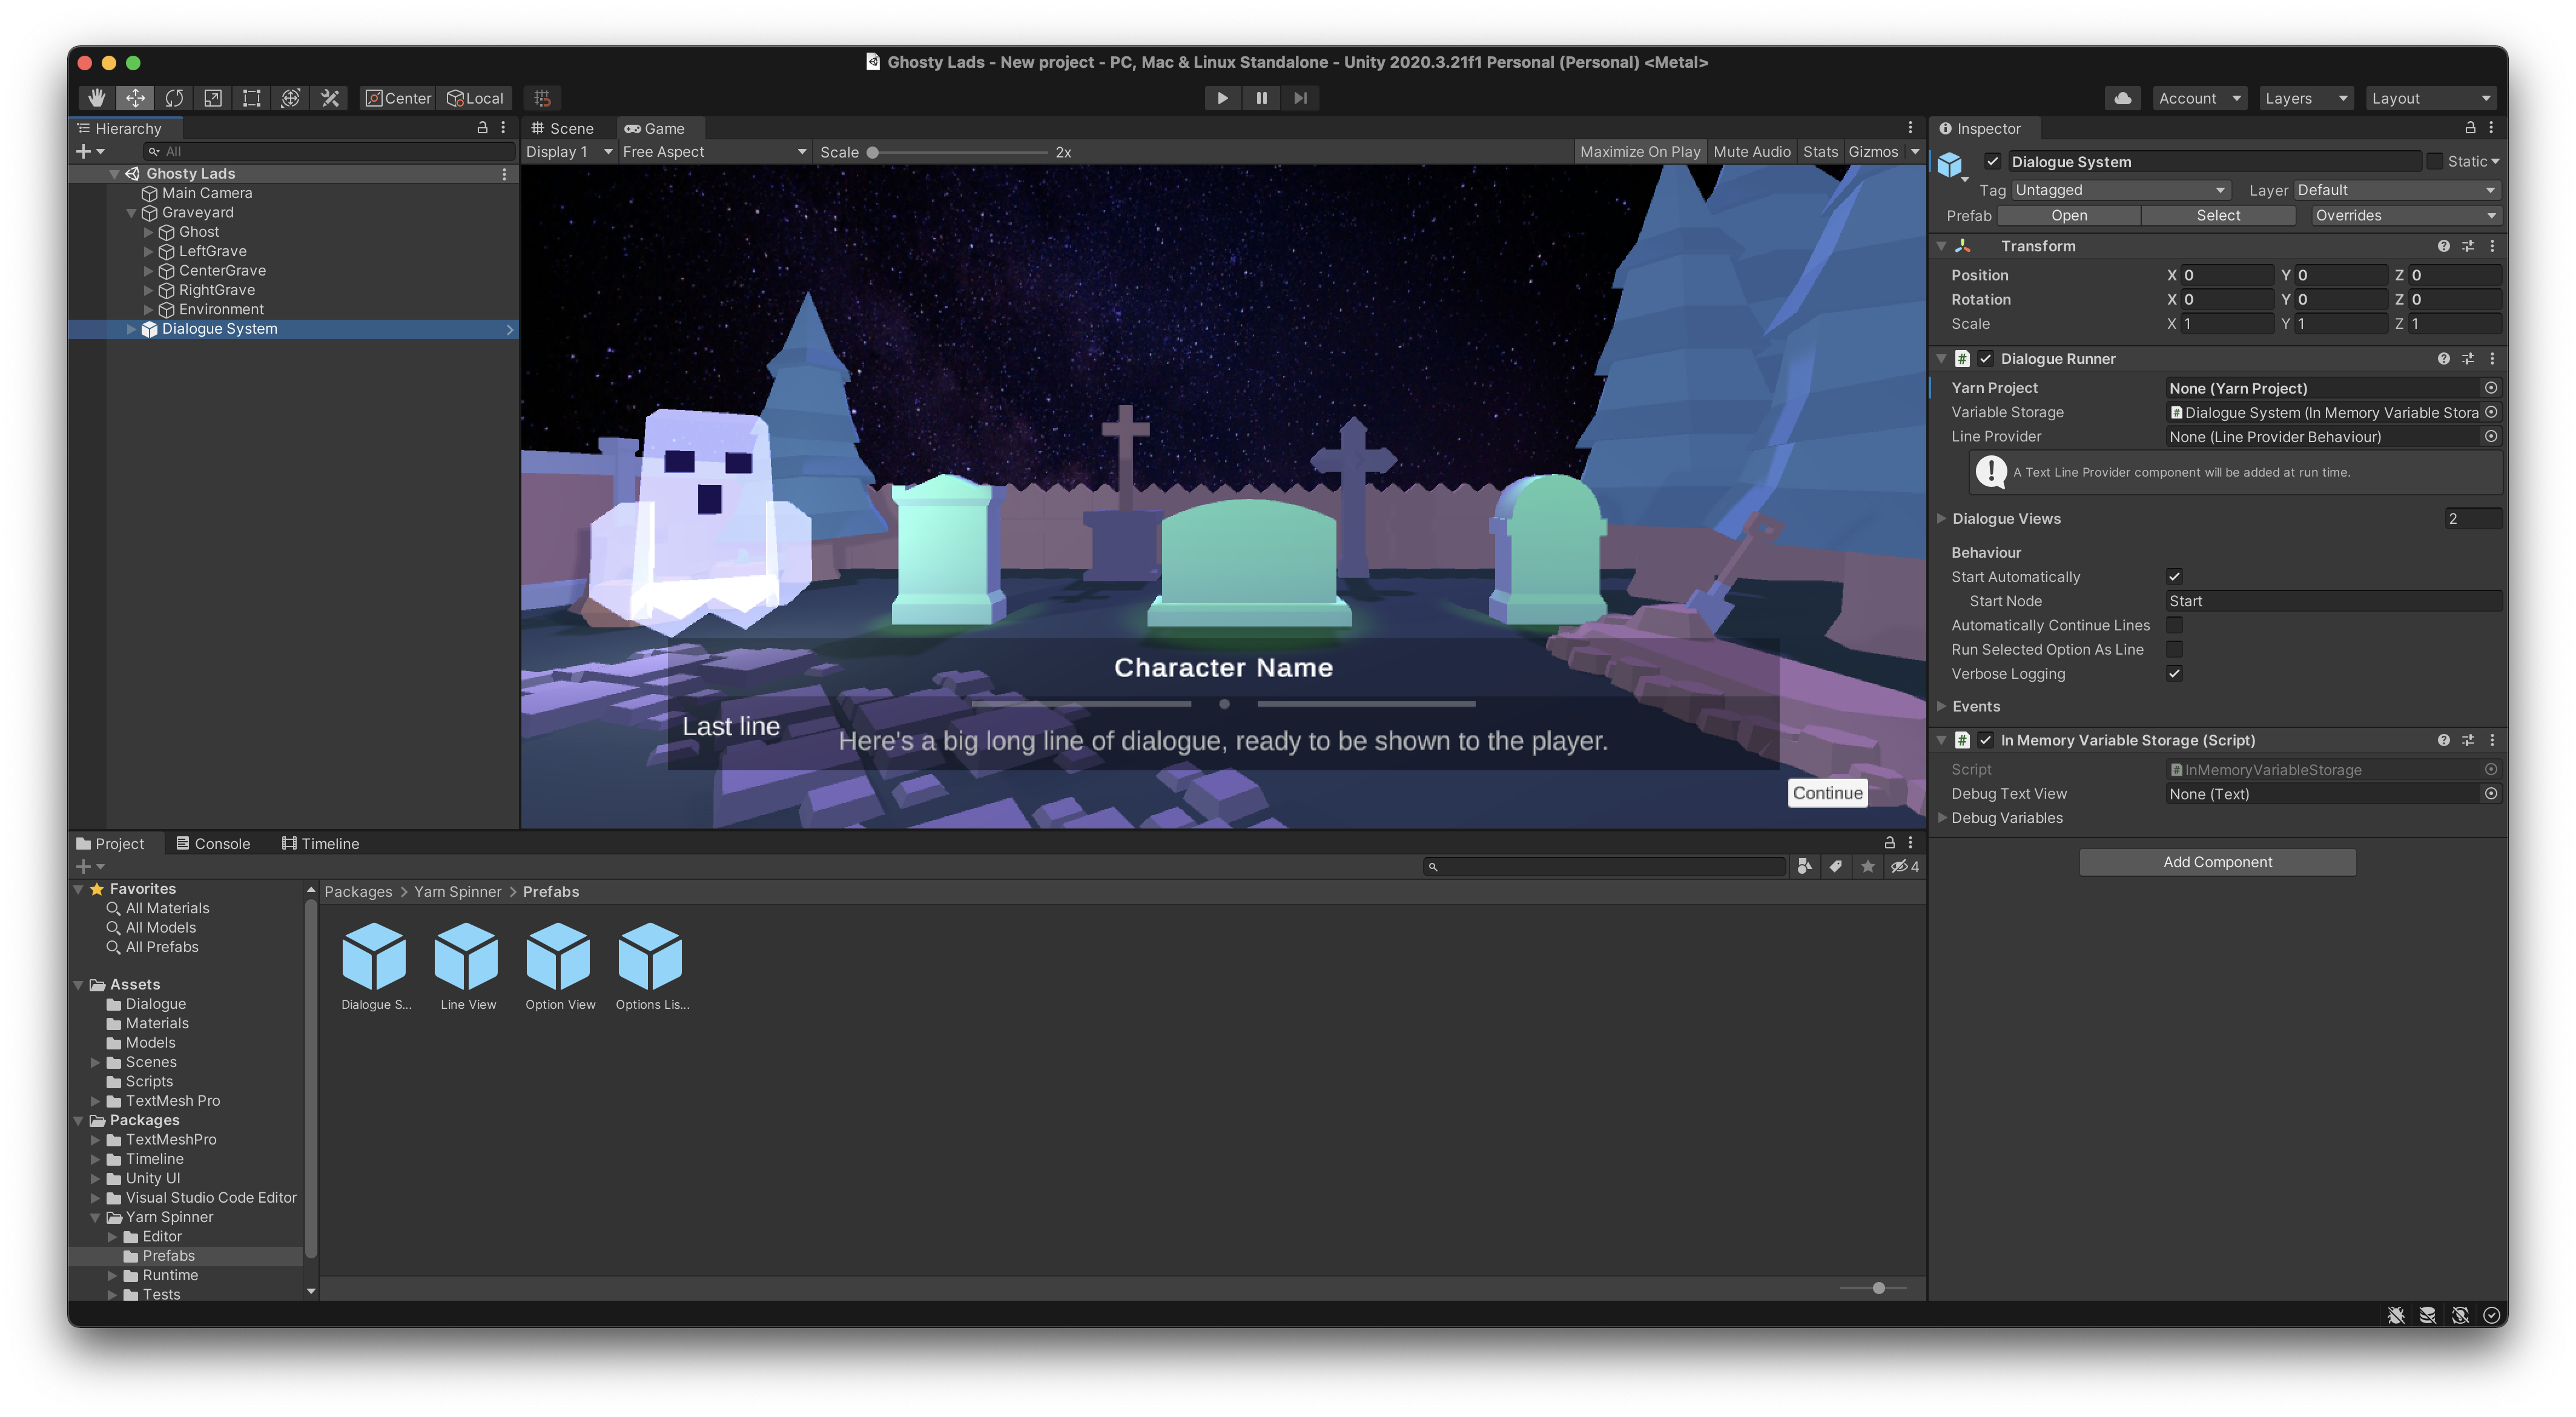 Ghosty Lads - New project - PC, Mac & Linux Standalone - Unity 2020.3.21f1 Personal (Personal) <Metal>
Center Local Account Layers Layout
Hierarchy
All
Ghosty Lads
Main Camera
Graveyard
Ghost
LeftGrave
CenterGrave
RightGrave
Environment
Dialogue System
Scene Game
Display 1 Free Aspect Scale 2x Maximize On Play Mute Audio Stats Gizmos
Character Name
Last line
Here's a big long line of dialogue, ready to be shown to the player.
Continue
Inspector
Dialogue System Static
Tag Untagged Layer Default
Prefab Open Select Overrides
Transform
Position X 0 Y 0 Z 0
Rotation X 0 Y 0 Z 0
Scale X 1 Y 1 Z 1
# Dialogue Runner
Yarn Project None (Yarn Project)
Variable Storage # Dialogue System (In Memory Variable Stora
Line Provider None (Line Provider Behaviour)
! A Text Line Provider component will be added at run time.
Dialogue Views 2
Behaviour
Start Automatically
Start Node Start
Automatically Continue Lines
Run Selected Option As Line
Verbose Logging
Events
# In Memory Variable Storage (Script)
Script # InMemoryVariableStorage
Debug Text View None (Text)
Debug Variables
Add Component
Project Console Timeline
4
Favorites
All Materials
All Models
All Prefabs
Assets
Dialogue
Materials
Models
Scenes
Scripts
TextMesh Pro
Packages
TextMeshPro
Timeline
Unity UI
Visual Studio Code Editor
Yarn Spinner
Editor
Prefabs
Runtime
Tests
Packages > Yarn Spinner > Prefabs
Dialogue S... Line View Option View Options Lis...